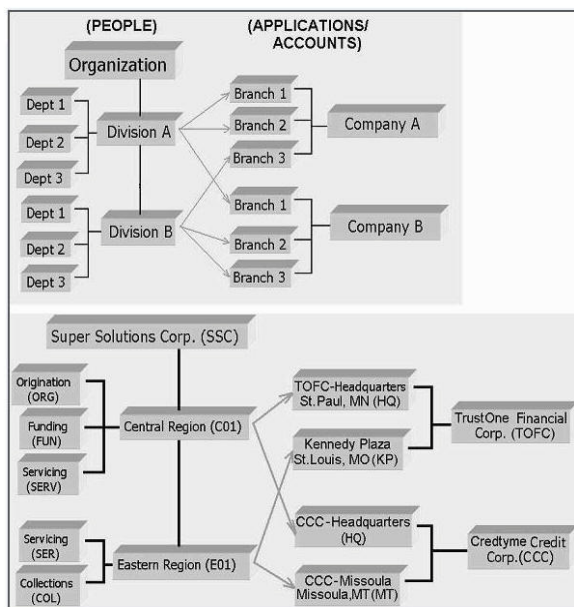 (PEOPLE)
(APPLICATIONS/
ACCOUNTS)
Organization
Dept 1
Dept 2
Dept 3
Division A
Branch 1
Branch 2
Branch 3
Company A
Dept 1
Dept 2
Dept 3
Division B
Branch 1
Branch 2
Branch 3
Company B
Super Solutions Corp. (SSC)
Origination
(ORG)
Funding
(FUN)
Servicing
(SERV)
Central Region (C01)
TOFC-Headquarters
St.Paul, MN (HQ)
Kennedy Plaza
St.Louis, MO (KP)
TrustOne Financial
Corp. (TOFC)
Servicing
(SER)
Collections
(COL)
Eastern Region (E01)
CCC-Headquarters
(HQ)
CCC-Missoula
Missoula,MT(MT)
Credtyme Credit
Corp.(CCC)